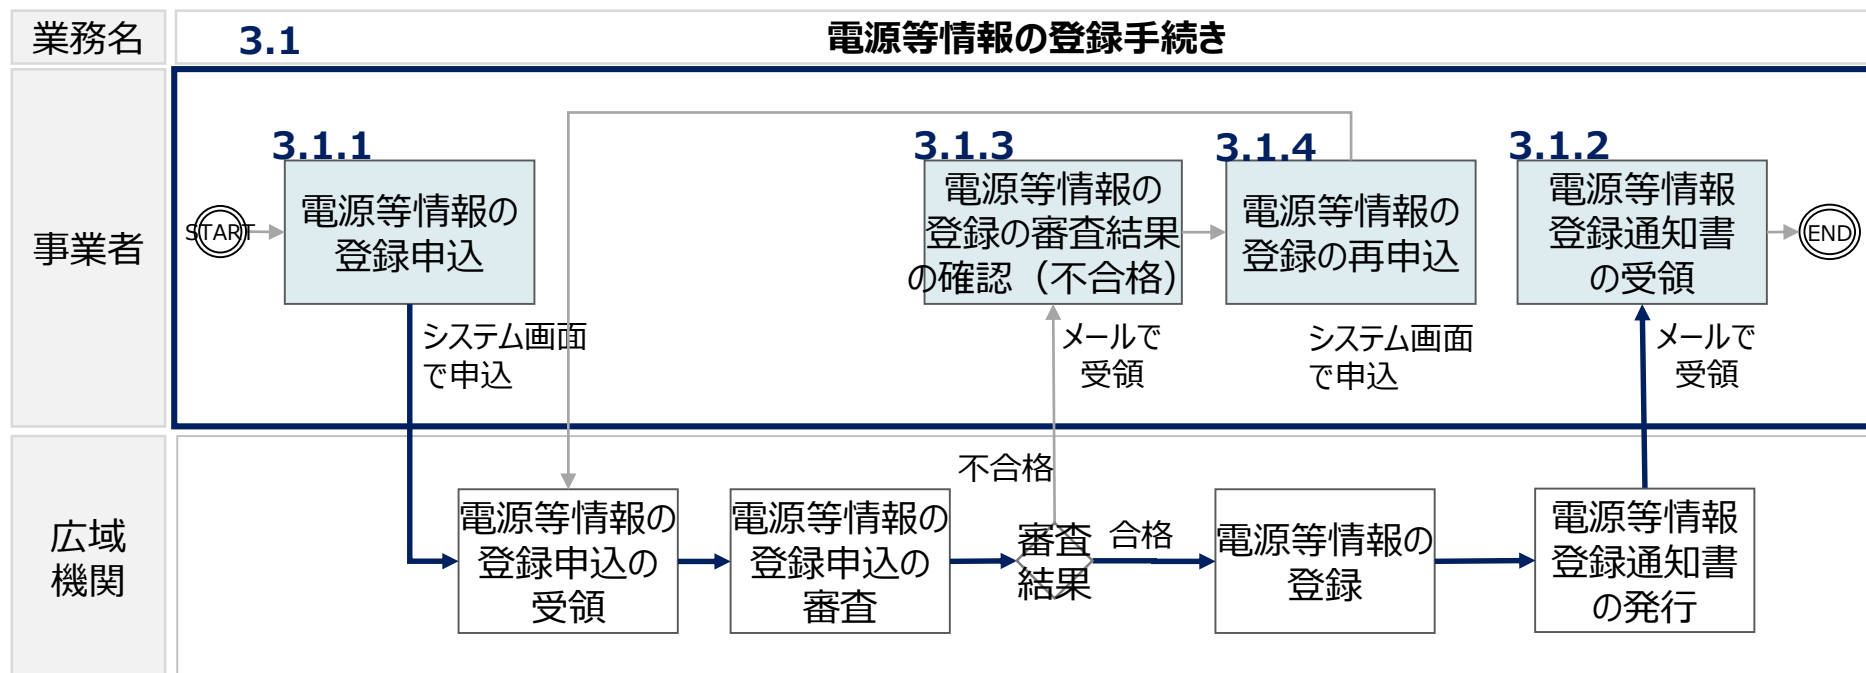 業務名
3.1
電源等情報の登録手続き
事業者
START
3.1.1
電源等情報の
登録申込
システム画面
で申込
3.1.3
電源等情報の
登録の審査結果
の確認（不合格）
メールで
受領
3.1.4
電源等情報の
登録の再申込
システム画面
で申込
3.1.2
電源等情報
登録通知書
の受領
メールで
受領
END
広域
機関
電源等情報の
登録申込の
受領
電源等情報の
登録申込の
審査
審査
結果
不合格
合格
電源等情報の
登録
電源等情報
登録通知書
の発行